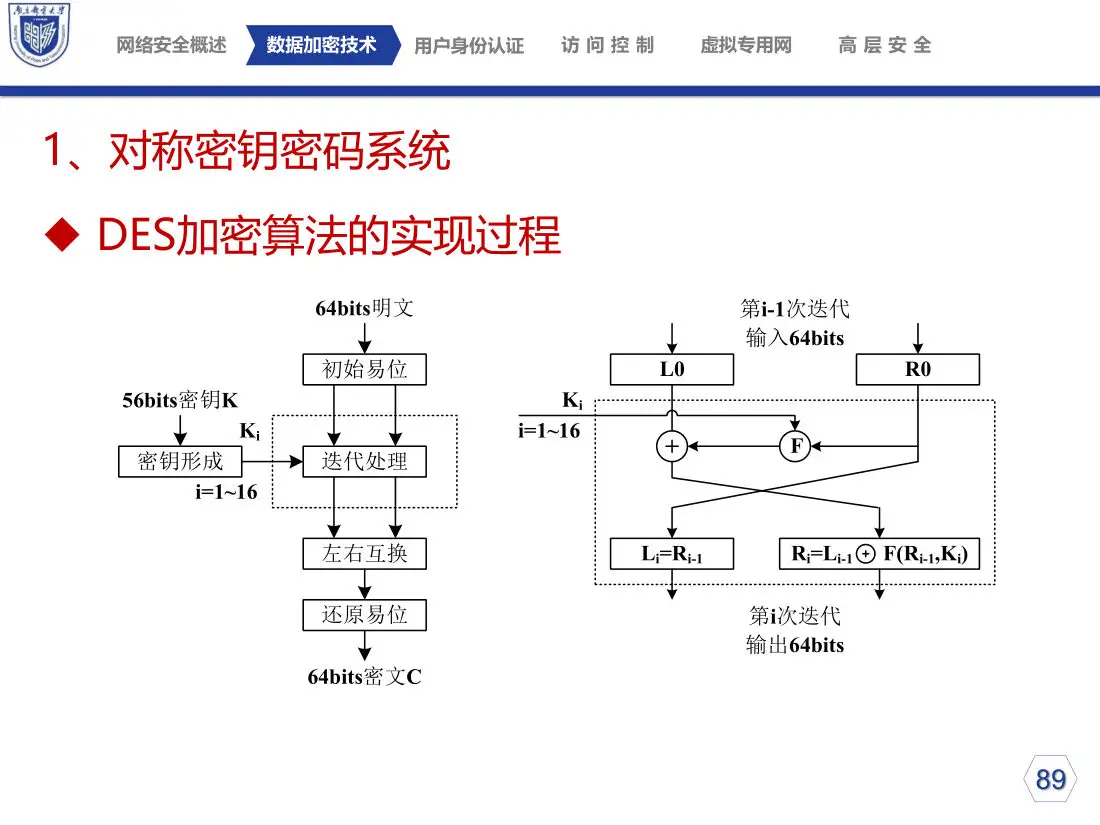 网络安全概述 数据加密技术 用户身份认证 访问控制 虚拟专用网 高层安全
1、对称密钥密码系统
◆ DES加密算法的实现过程
64bits明文
初始易位
56bits密钥K
Ki
密钥形成
迭代处理
i=1~16
左右互换
还原易位
64bits密文C
第i-1次迭代
输入64bits
L0
R0
Ki
i=1~16
+
F
Li=Ri-1
Ri=Li-1⊕ F(Ri-1,Ki)
第i次迭代
输出64bits
89